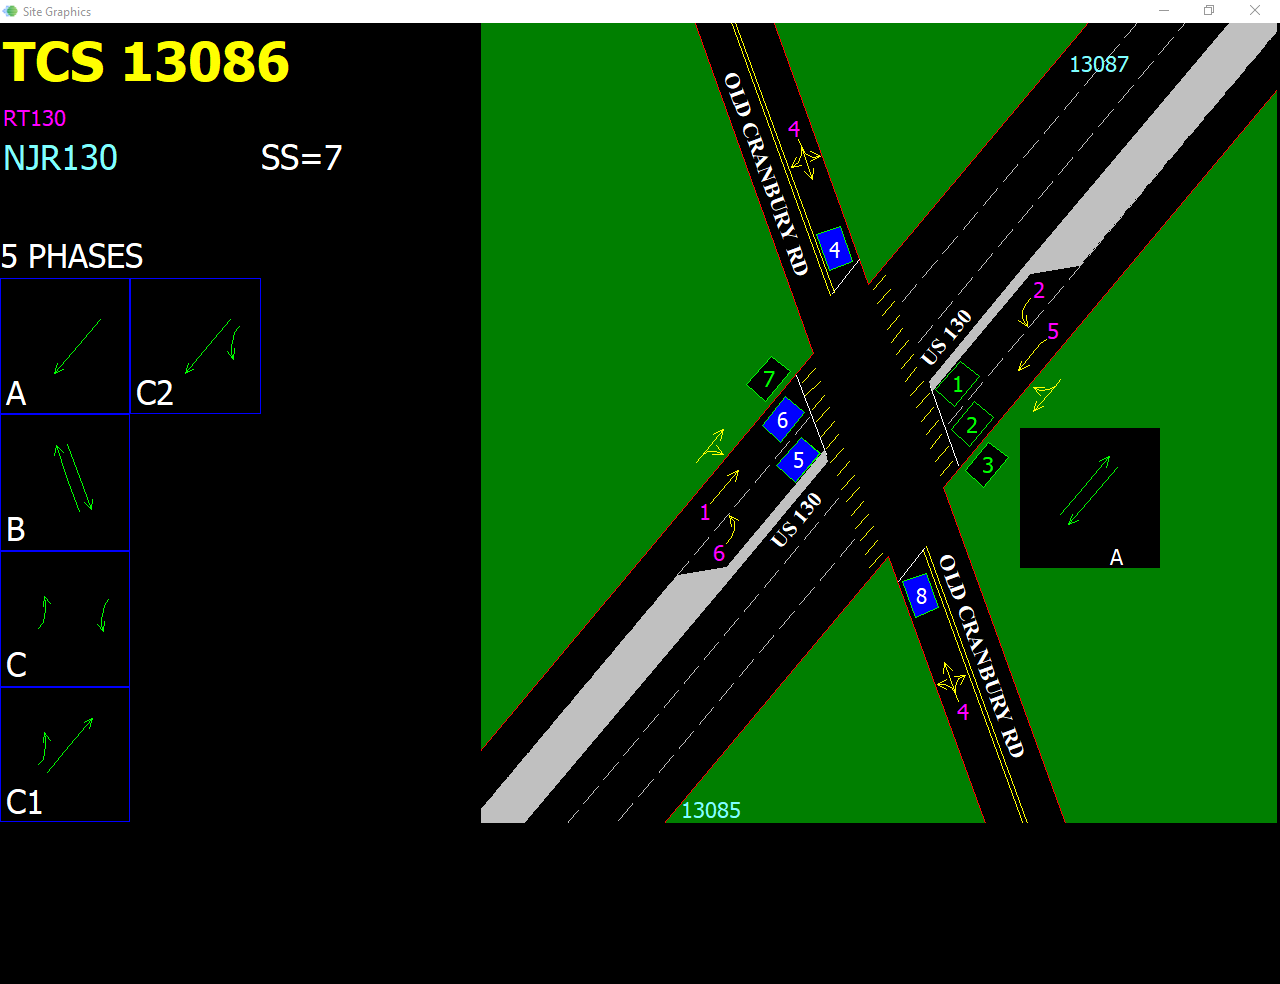 Site Graphics
TCS 13086
RT130
NJR130 SS=7
5 PHASES
A
C2
B
C
C1
OLD CRANBURY RD
4
4
13087
US 130
2
5
1
2
3
7
6
5
1
6
US 130
A
8
4
OLD CRANBURY RD
13085